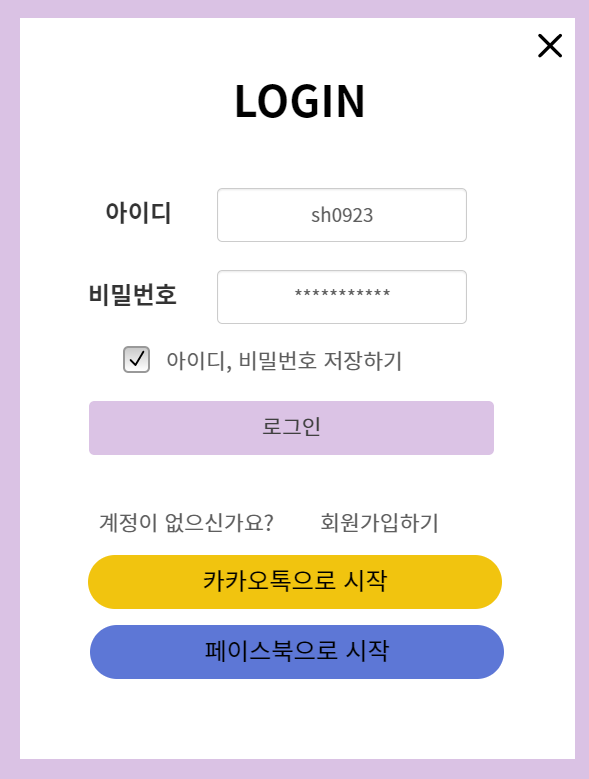 LOGIN
아이디
sh0923
비밀번호
***********
아이디, 비밀번호 저장하기
로그인
계정이 없으신가요? 회원가입하기
카카오톡으로 시작
페이스북으로 시작